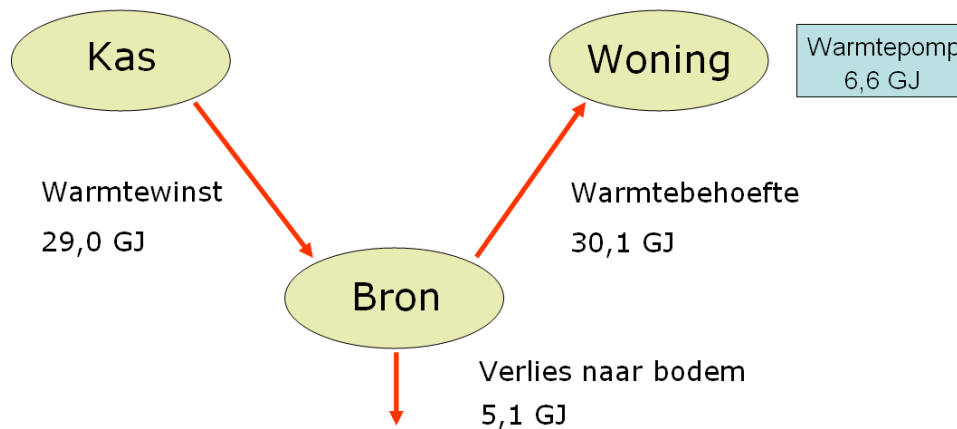 Kas
Woning
Warmtepomp
6,6 GJ
Warmtewinst
29,0 GJ
Warmtebehoefte
30,1 GJ
Bron
Verlies naar bodem
5,1 GJ